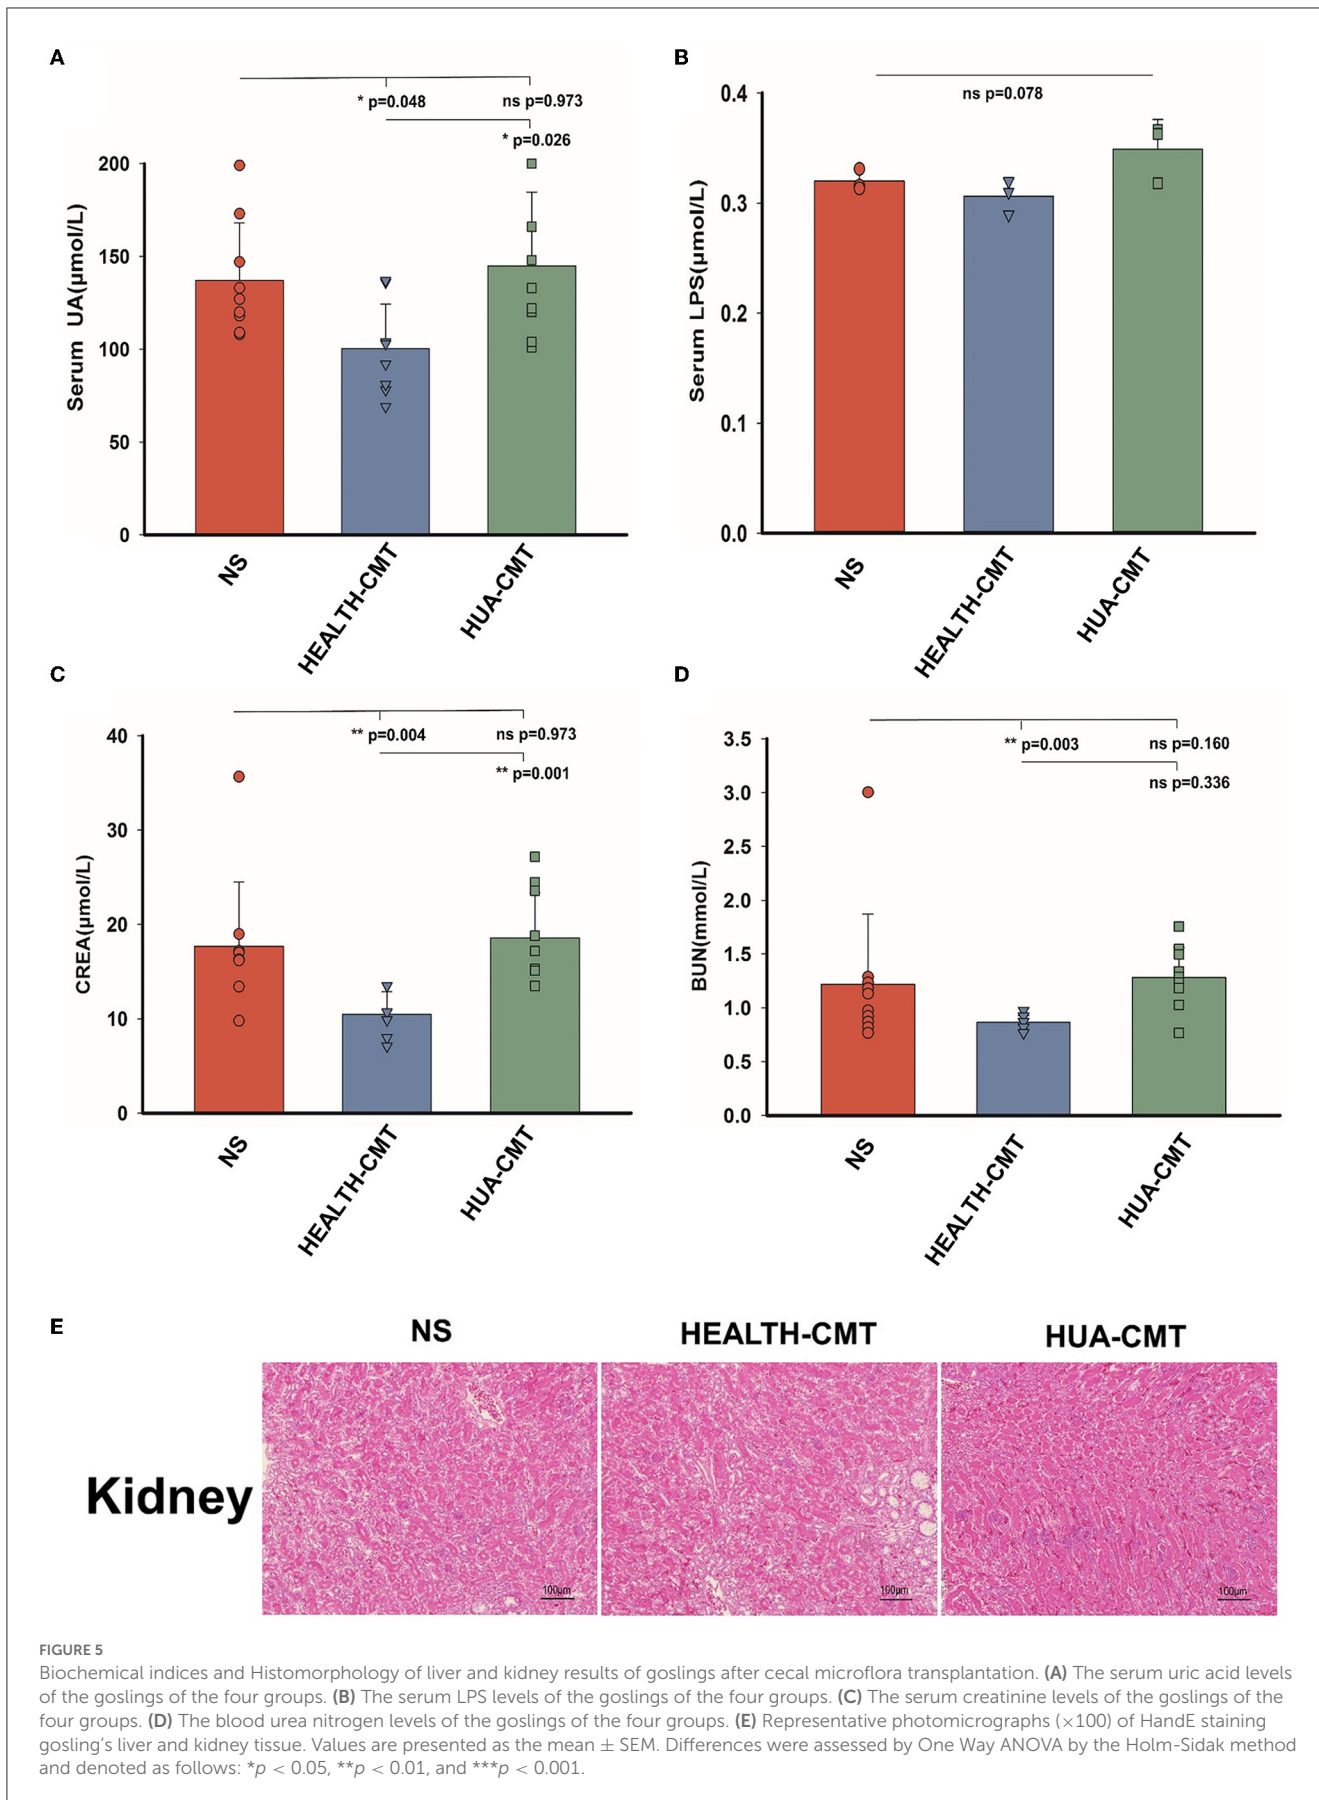 A
* p=0.048
ns p=0.973
* p=0.026
200
150
100
50
0
Serum UA(μmol/L)
NS
HEALTH-CMT
HUA-CMT
B
ns p=0.078
0.4
0.3
0.2
0.1
0.0
Serum LPS(μmol/L)
NS
HEALTH-CMT
HUA-CMT
C
** p=0.004
ns p=0.973
** p=0.001
40
30
20
10
0
CREA(μmol/L)
NS
HEALTH-CMT
HUA-CMT
D
** p=0.003
ns p=0.160
ns p=0.336
3.5
3.0
2.5
2.0
1.5
1.0
0.5
0.0
BUN(mmol/L)
NS
HEALTH-CMT
HUA-CMT
E
NS
HEALTH-CMT
HUA-CMT
Kidney
100μm
100μm
100μm
FIGURE 5
Biochemical indices and Histomorphology of liver and kidney results of goslings after cecal microflora transplantation. (A) The serum uric acid levels
of the goslings of the four groups. (B) The serum LPS levels of the goslings of the four groups. (C) The serum creatinine levels of the goslings of the
four groups. (D) The blood urea nitrogen levels of the goslings of the four groups. (E) Representative photomicrographs (×100) of HandE staining
gosling's liver and kidney tissue. Values are presented as the mean ± SEM. Differences were assessed by One Way ANOVA by the Holm-Sidak method
and denoted as follows: *p < 0.05, **p < 0.01, and ***p < 0.001.